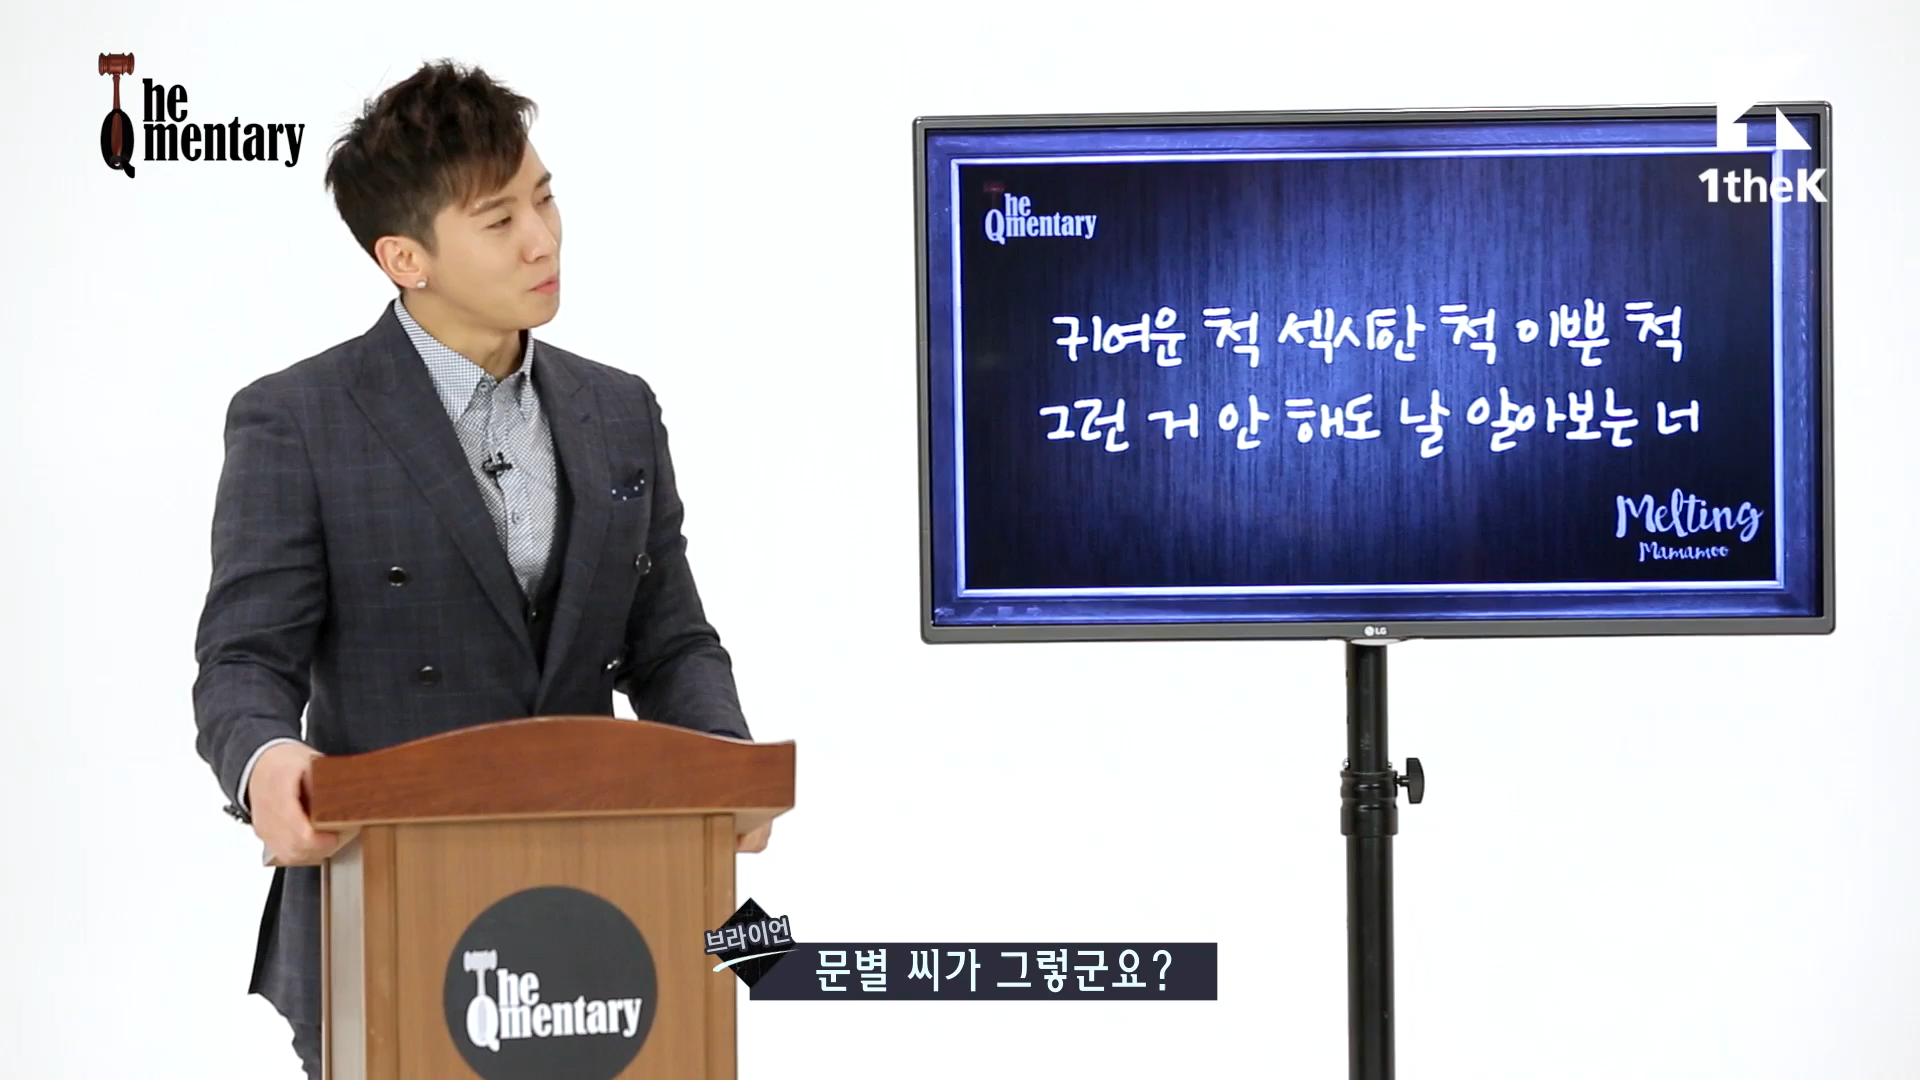 The
Qmentary
1theK
The
Qmentary
귀여운 척 섹시한 척 이쁜 척
그런 거 안 해도 날 알아보는 너
Melting
Mamamoo
LG
브라이언
문별 씨가 그렇군요?
The
Qmentary